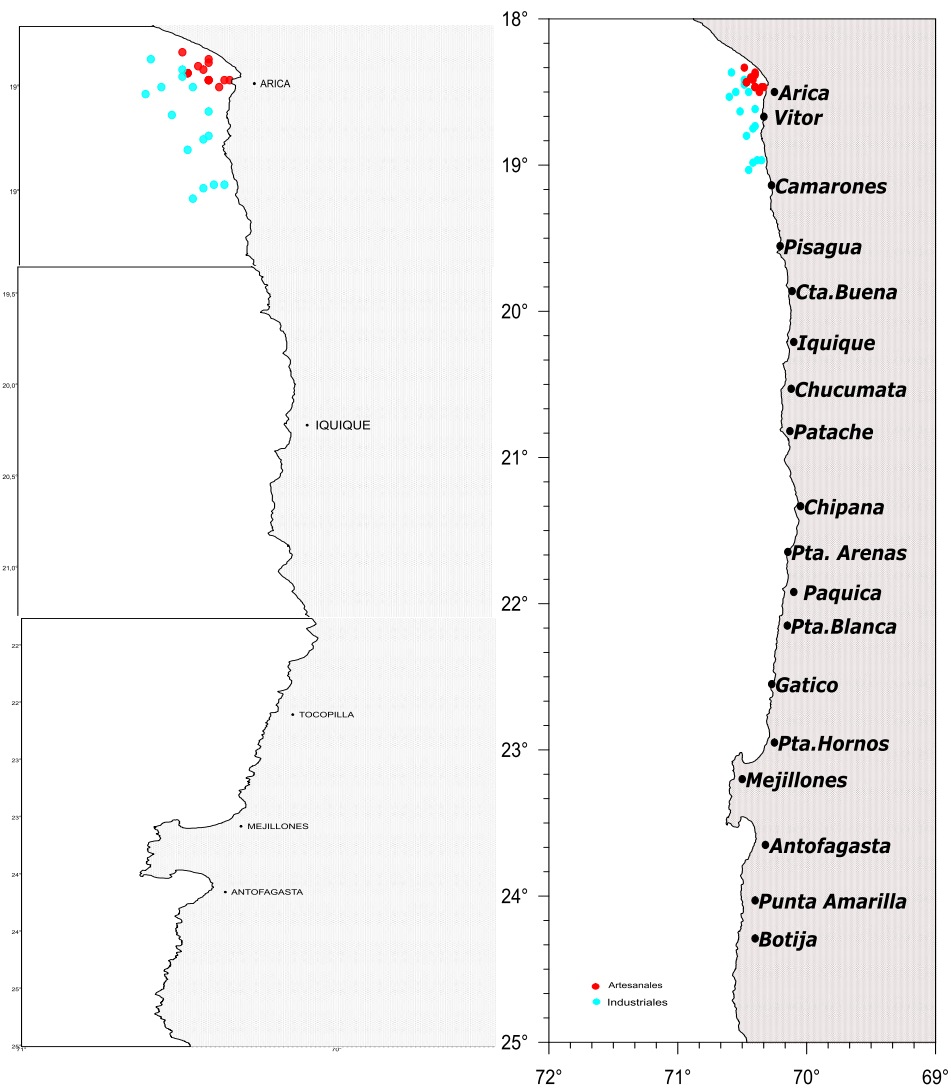 19°
ARICA
19°
19,5°
20,0°
IQUIQUE
20,5°
21,0°
22°
22°
TOCOPILLA
23°
23°
MEJILLONES
24°
ANTOFAGASTA
24°
25°
25°
71°
70°
18°
Arica
Vitor
19°
Camarones
Pisagua
Cta.Buena
20°
Iquique
Chucumata
Patache
21°
Chipana
Pta. Arenas
Paquica
22°
Pta.Blanca
Gatico
Pta.Hornos
23°
Mejillones
Antofagasta
24°
Punta Amarilla
Botija
Artesanales
Industriales
25°
72°
71°
70°
69°